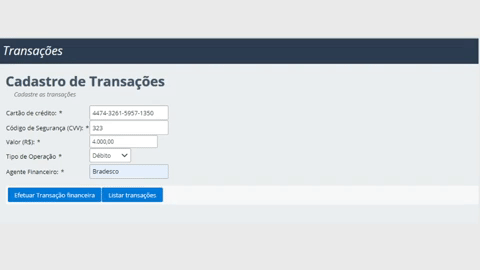 Transações
Cadastro de Transações
Cadastre as transações
Cartão de crédito: * 4474-3261-5957-1350
Código de Segurança (CVV): * 323
Valor (R$): * 4.000,00
Tipo de Operação * Débito
Agente Financeiro: * Bradesco
Efetuar Transação financeira Listar transações